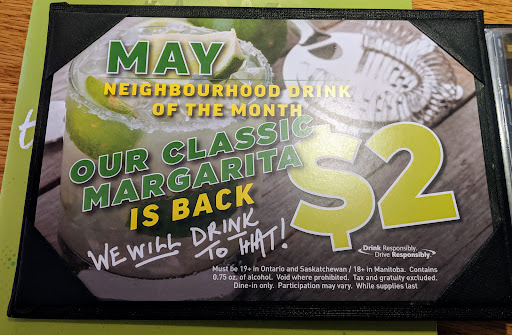 MAY
NEIGHBOURHOOD DRINK
OF THE MONTH
OUR CLASSIC
MARGARITA
IS BACK
$2
WE WILL DRINK
TO THAT!
Drink Responsibly.
Drive Responsibly.
Must be 19+ in Ontario and Saskatchewan / 18+ in Manitoba. Contains
0.75 oz. of alcohol. Void where prohibited. Tax and gratuity excluded.
Dine-in only. Participation may vary. While supplies last